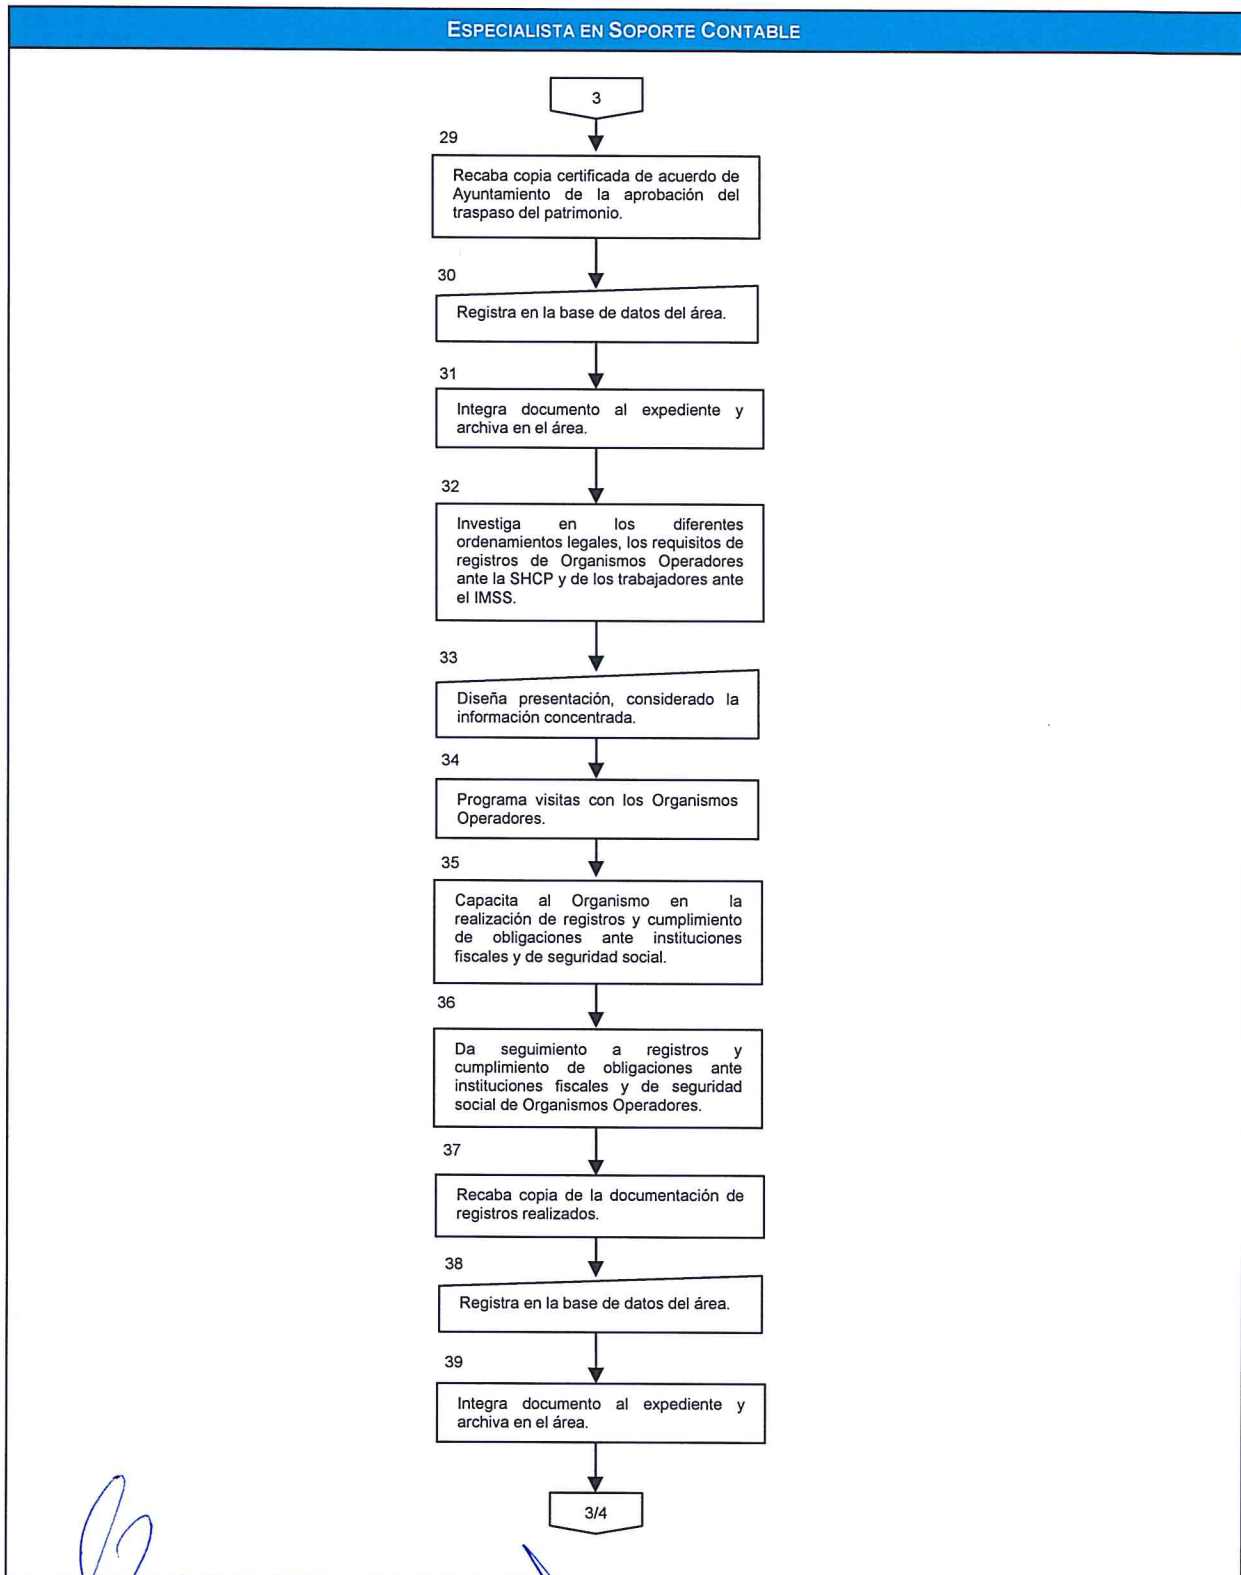 ESPECIALISTA EN SOPORTE CONTABLE
3
29
Recaba copia certificada de acuerdo de
Ayuntamiento de la aprobación del
traspaso del patrimonio.
30
Registra en la base de datos del área.
31
Integra documento al expediente y
archiva en el área.
32
Investiga en los diferentes
ordenamientos legales, los requisitos de
registros de Organismos Operadores
ante la SHCP y de los trabajadores ante
el IMSS.
33
Diseña presentación, considerado la
información concentrada.
34
Programa visitas con los Organismos
Operadores.
35
Capacita al Organismo en la
realización de registros y cumplimiento
de obligaciones ante instituciones
fiscales y de seguridad social.
36
Da seguimiento a registros y
cumplimiento de obligaciones ante
instituciones fiscales y de seguridad
social de Organismos Operadores.
37
Recaba copia de la documentación de
registros realizados.
38
Registra en la base de datos del área.
39
Integra documento al expediente y
archiva en el área.
3/4